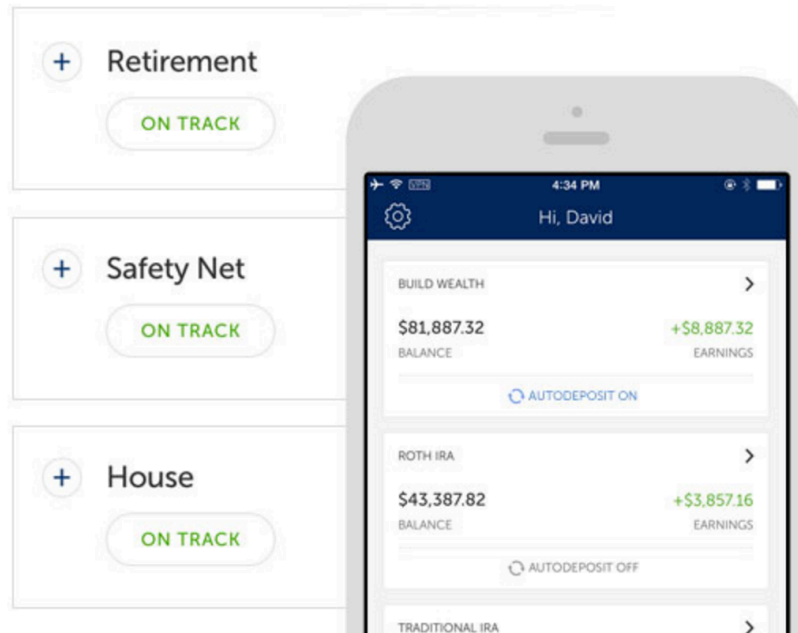 Retirement
ON TRACK
Safety Net
ON TRACK
House
ON TRACK
VPN
4:34 PM
Hi, David
BUILD WEALTH
$81,887.32
+$8,887.32
BALANCE
EARNINGS
AUTODEPOSIT ON
ROTH IRA
$43,387.82
+$3,857.16
BALANCE
EARNINGS
AUTODEPOSIT OFF
TRADITIONAL IRA